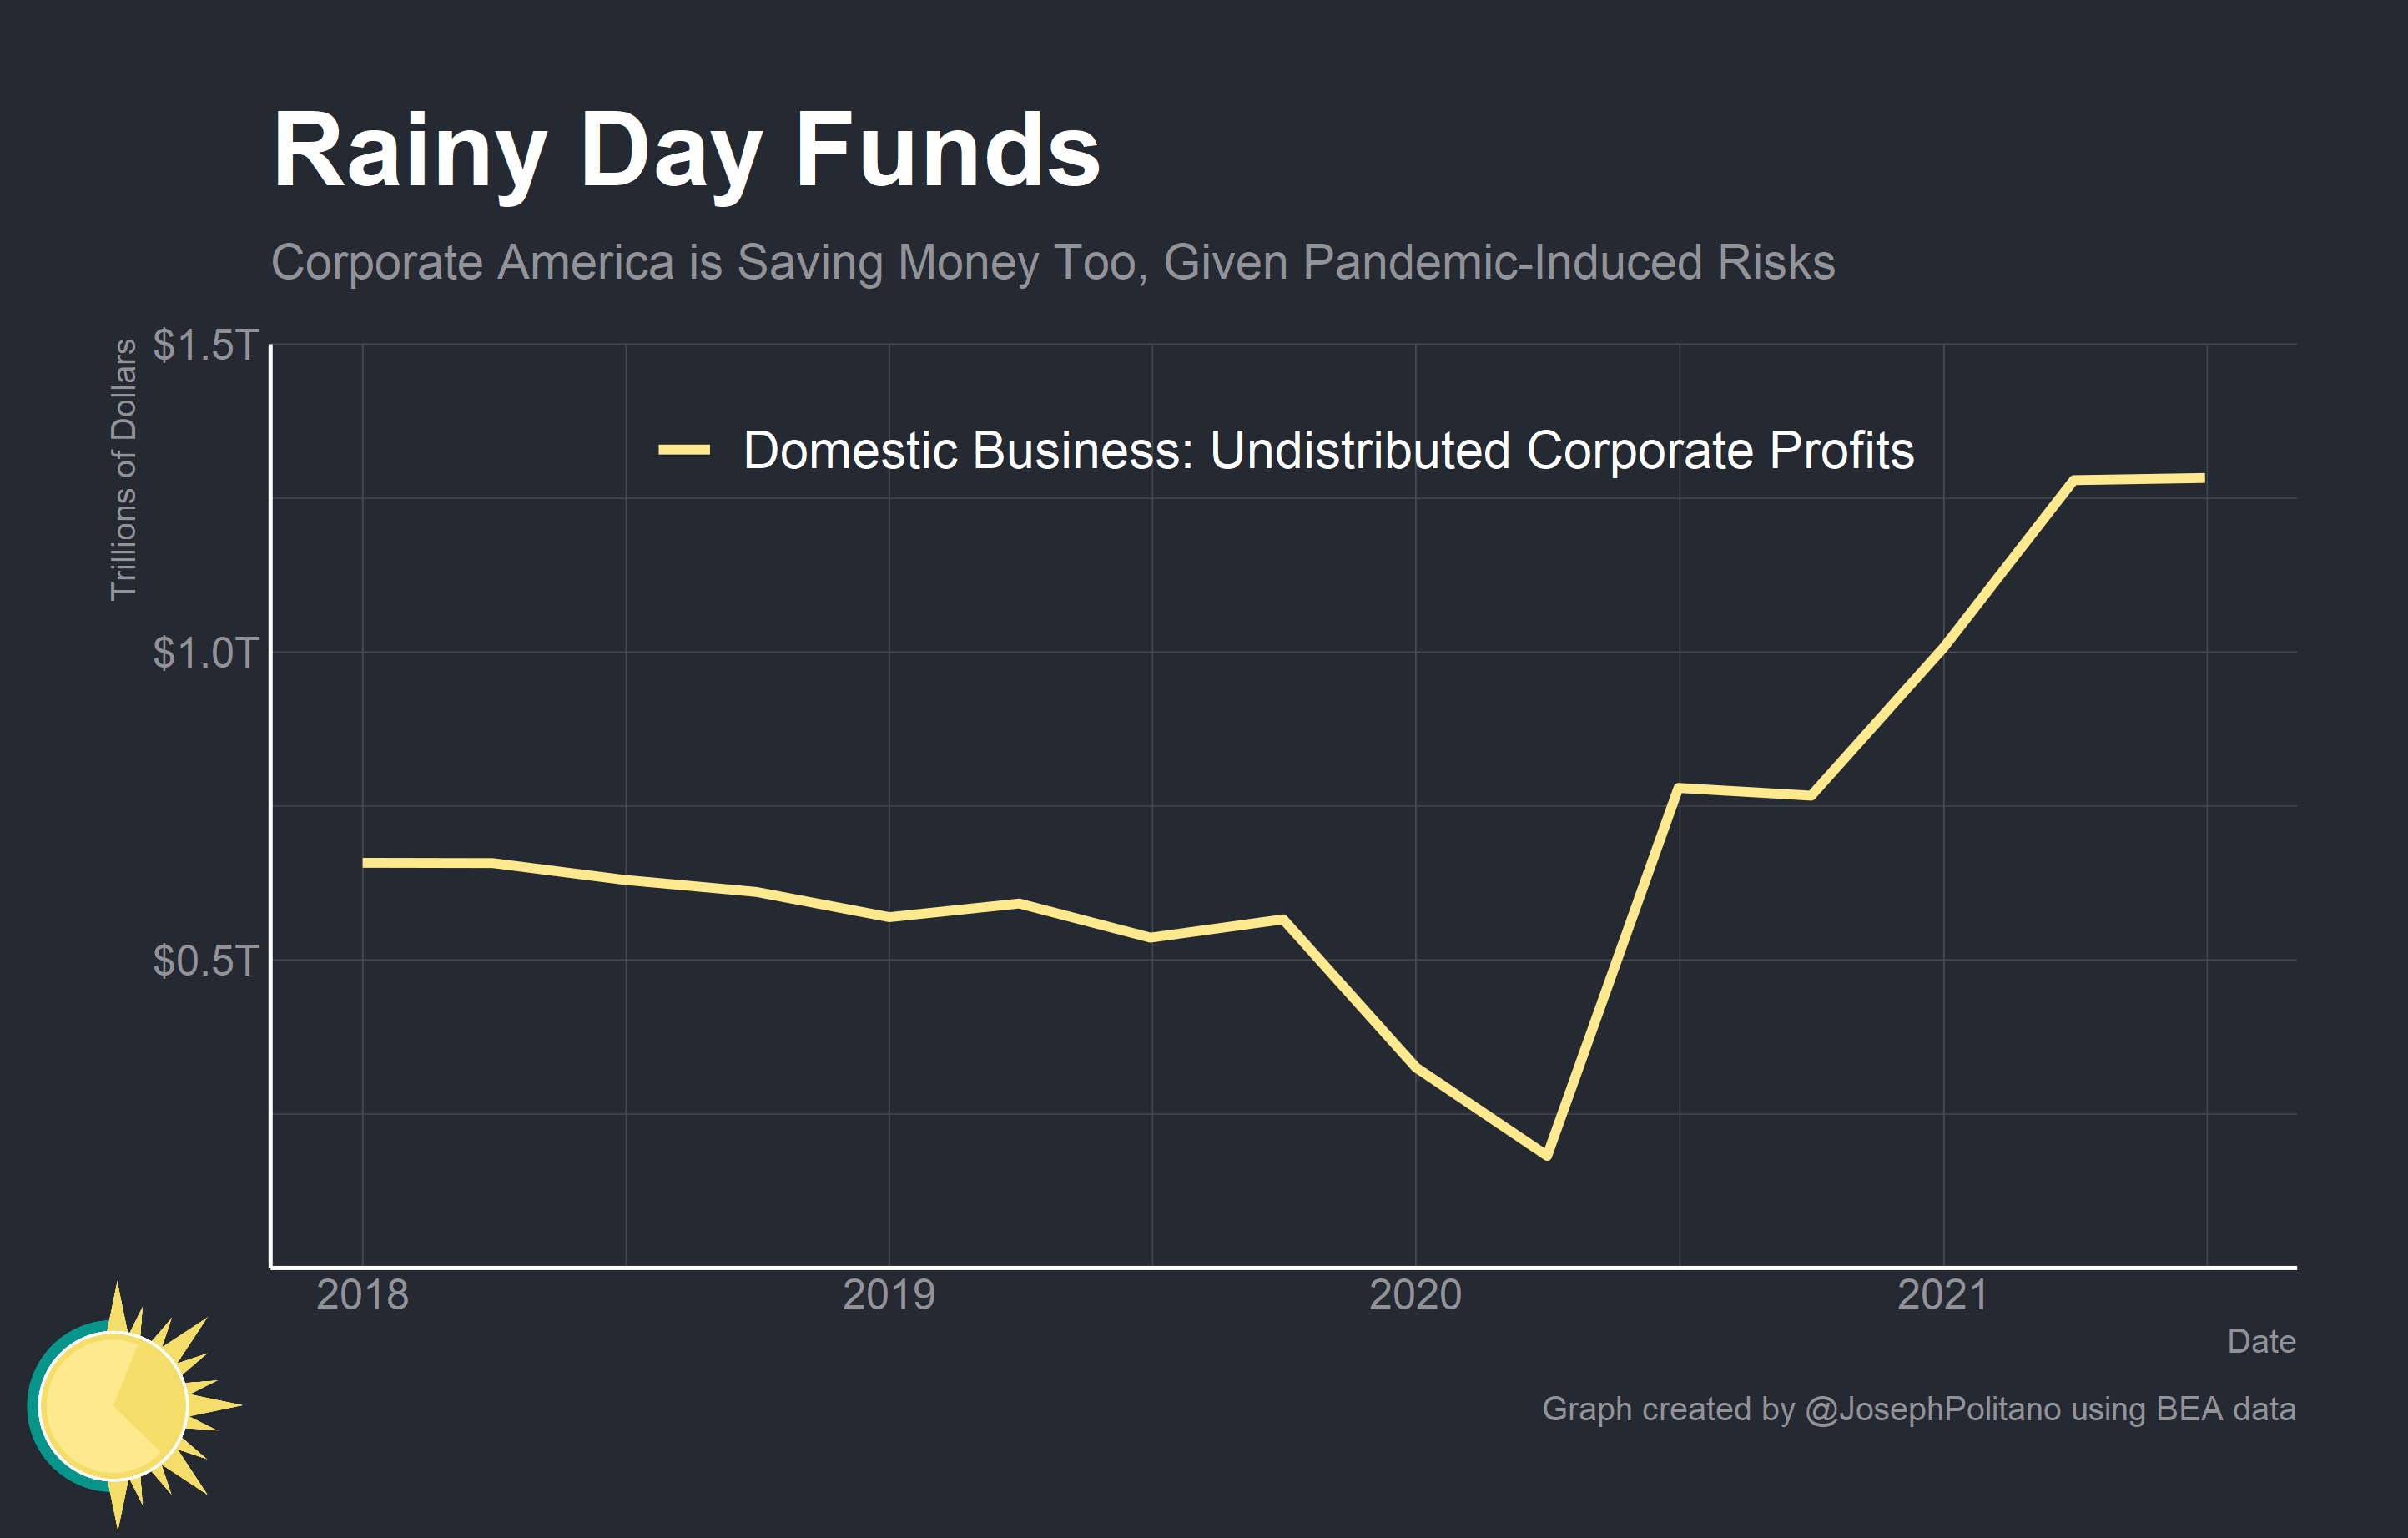 Rainy Day Funds
Corporate America is Saving Money Too, Given Pandemic-Induced Risks
Trillions of Dollars
$1.5T
$1.0T
$0.5T
Domestic Business: Undistributed Corporate Profits
2018
2019
2020
2021
Date
Graph created by @JosephPolitano using BEA data